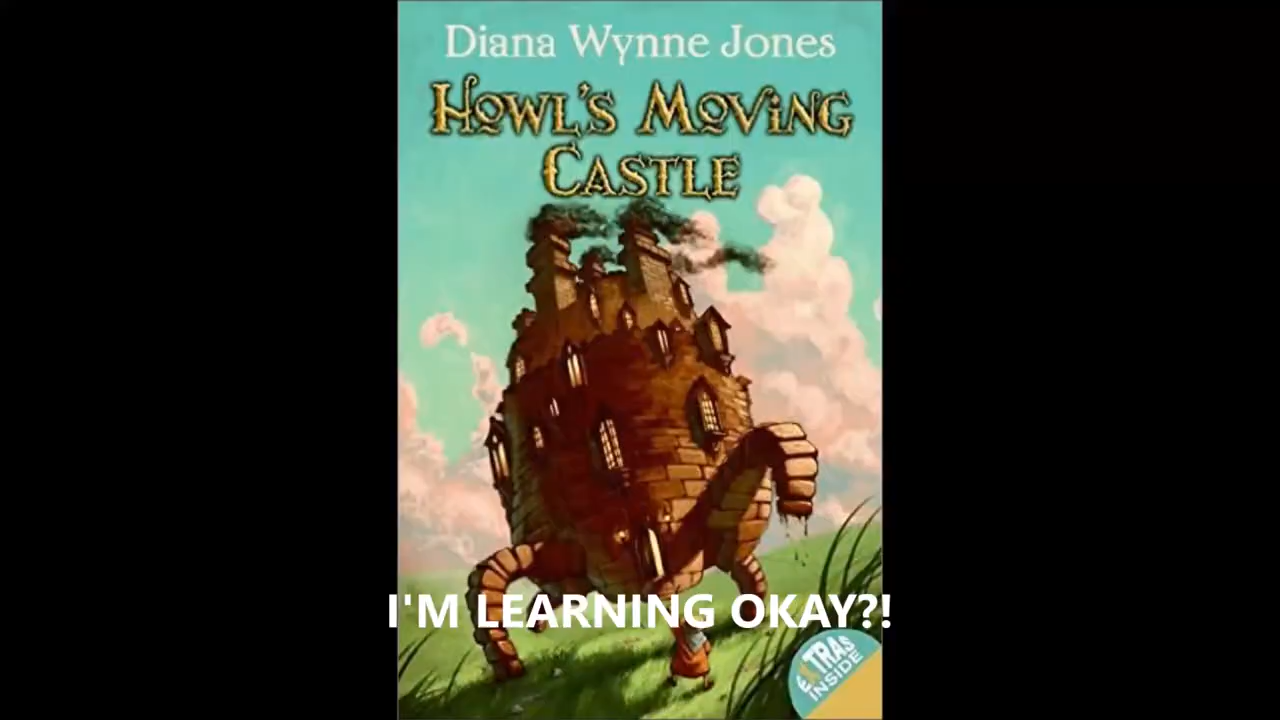 Diana Wynne Jones
HOWL'S MOVING
CASTLE
I'M LEARNING OKAY?!
EXTRAS
INSIDE